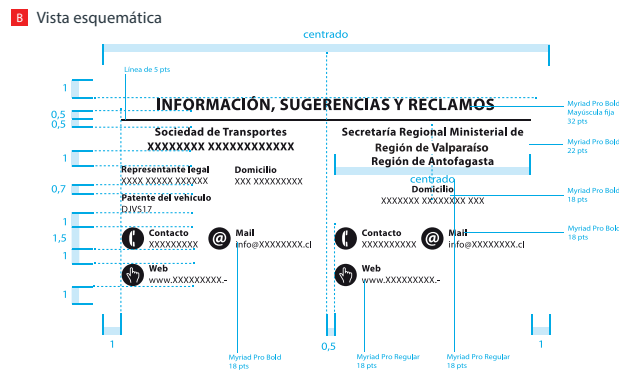 B Vista esquemática
centrado
Linea de 5 pts
1
INFORMACIÓN, SUGERENCIAS Y RECLAMOS
Myriad Pro Bold
Mayúscula fija
32 pts
0,5
0,5
Sociedad de Transportes
XXXXXXXX XXXXXXXXXXXX
Secretaría Regional Ministerial de
Región de Valparaíso
Región de Antofagasta
Myriad Pro Bold
22 pts
1
Representante legal
XXXX XXXXX XXXXXX
Domicilio
XXX XXXXXXXXX
centrado
Domicilio
XXXXXXX XXXXXXXX XXX
Myriad Pro Bold
18 pts
0,7
Patente del vehículo
DJVS17
1
1,5
Contacto
XXXXXXXXX
@ Mail
info@XXXXXXXX.cl
Contacto
XXXXXXXXXX
@ Mail
info@XXXXXXXX.cl
Myriad Pro Bold
18 pts
1
Web
www.XXXXXXXXX.-
Web
www.XXXXXXXXX.-
1
1
0,5
1
Myriad Pro Bold
18 pts
Myriad Pro Regular
18 pts
Myriad Pro Regular
18 pts